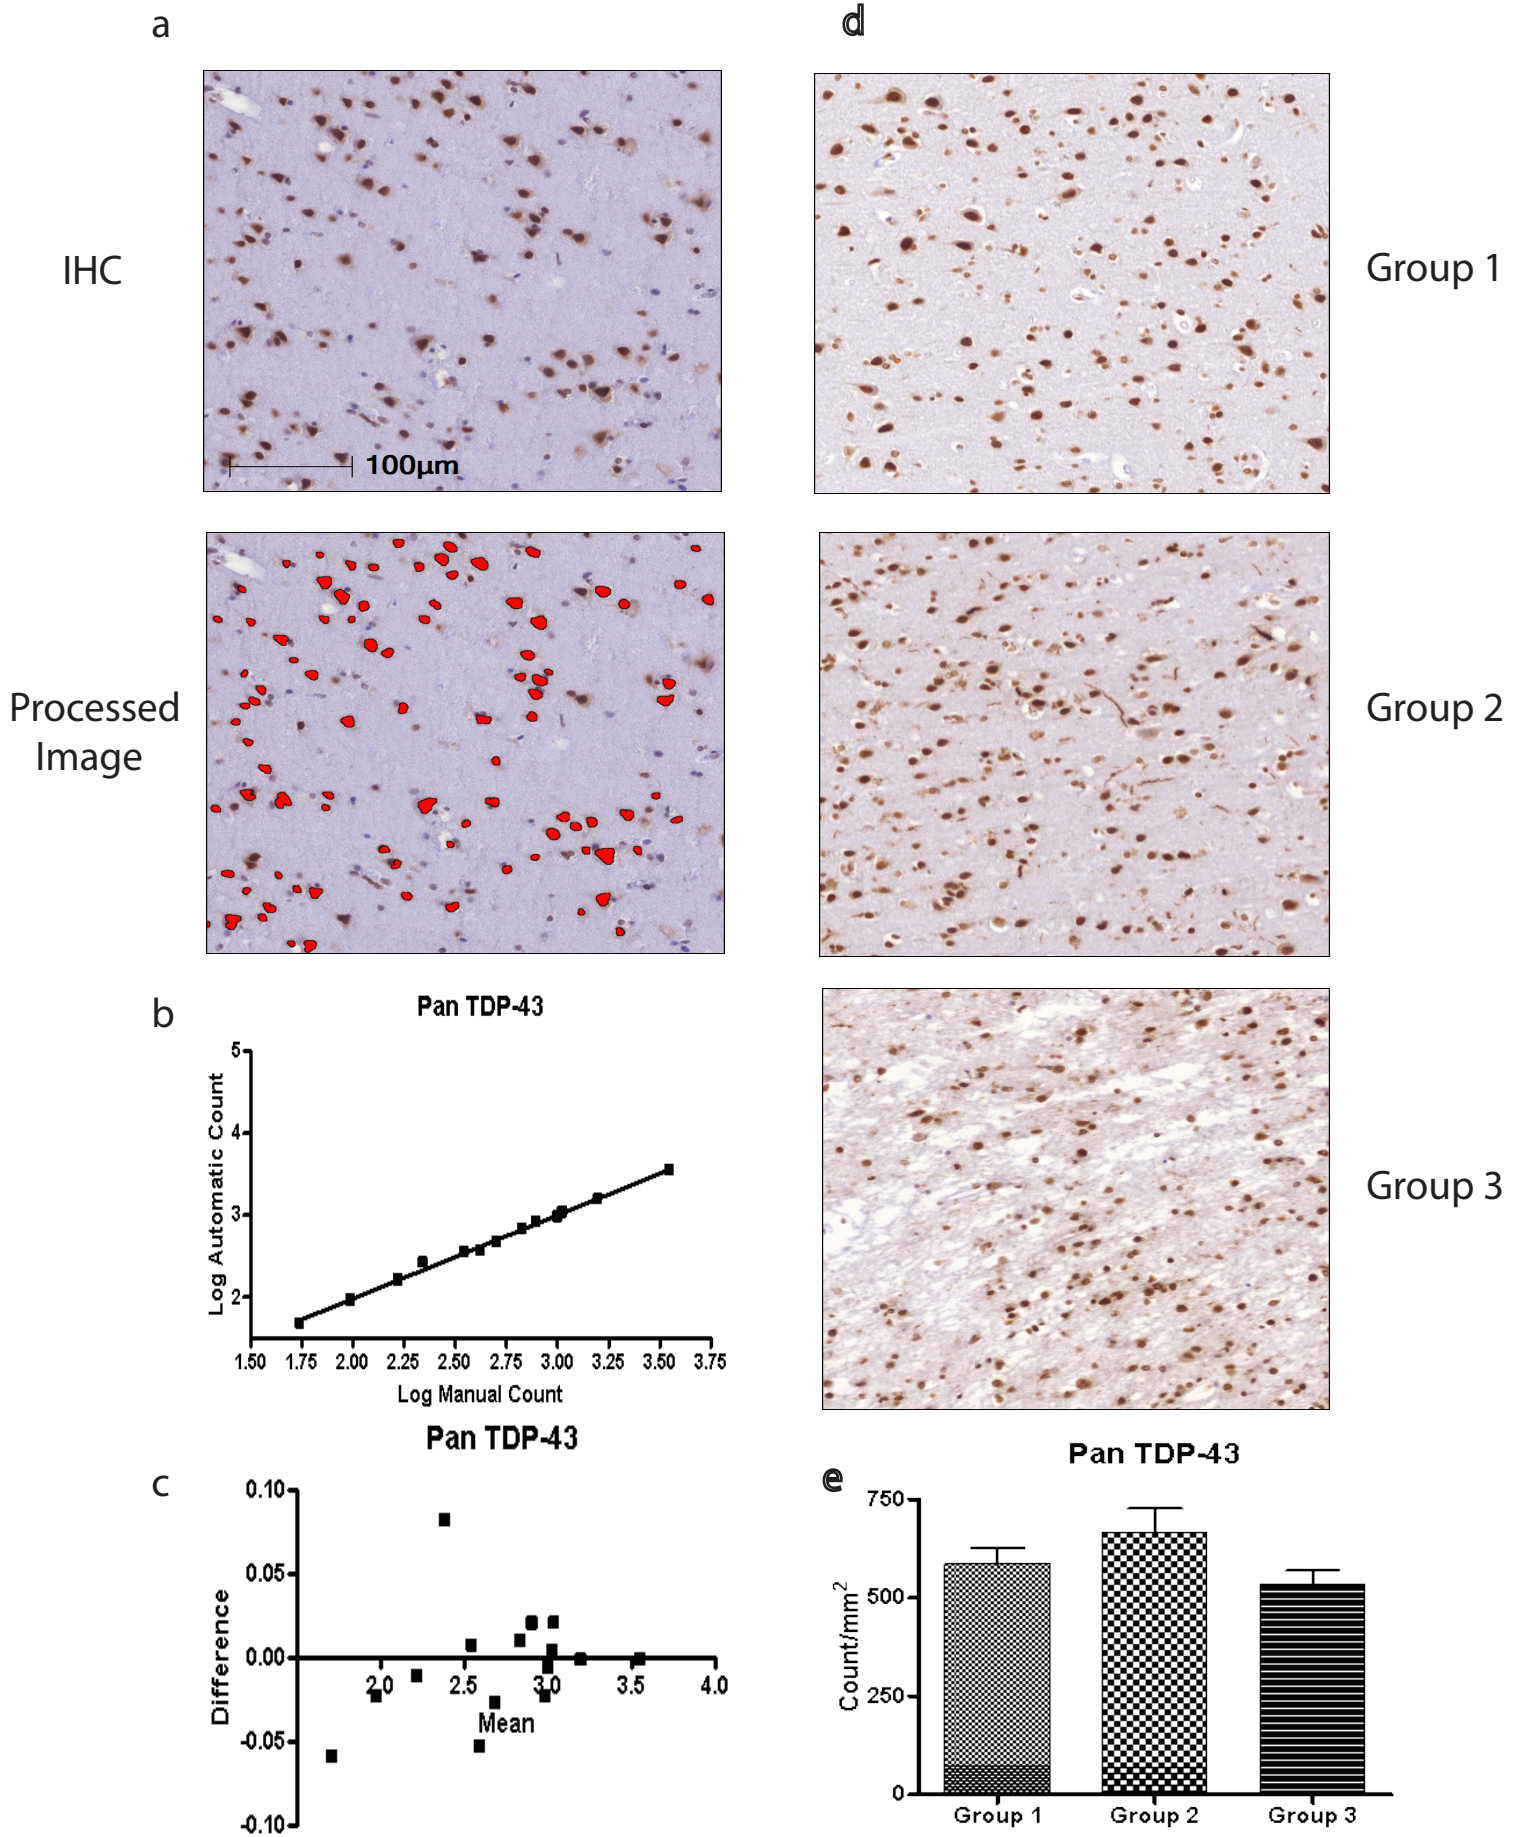 a
IHC
100µm
Processed
Image
b
Pan TDP-43
Log Automatic Count
5
4
3
2
1.50 1.75 2.00 2.25 2.50 2.75 3.00 3.25 3.50 3.75
Log Manual Count
c
Pan TDP-43
Difference
0.10
0.05
0.00
-0.05
-0.10
2.0 2.5 3.0 3.5 4.0
Mean
d
Group 1
Group 2
Group 3
e
Pan TDP-43
Count/mm²
750
500
250
0
Group 1 Group 2 Group 3